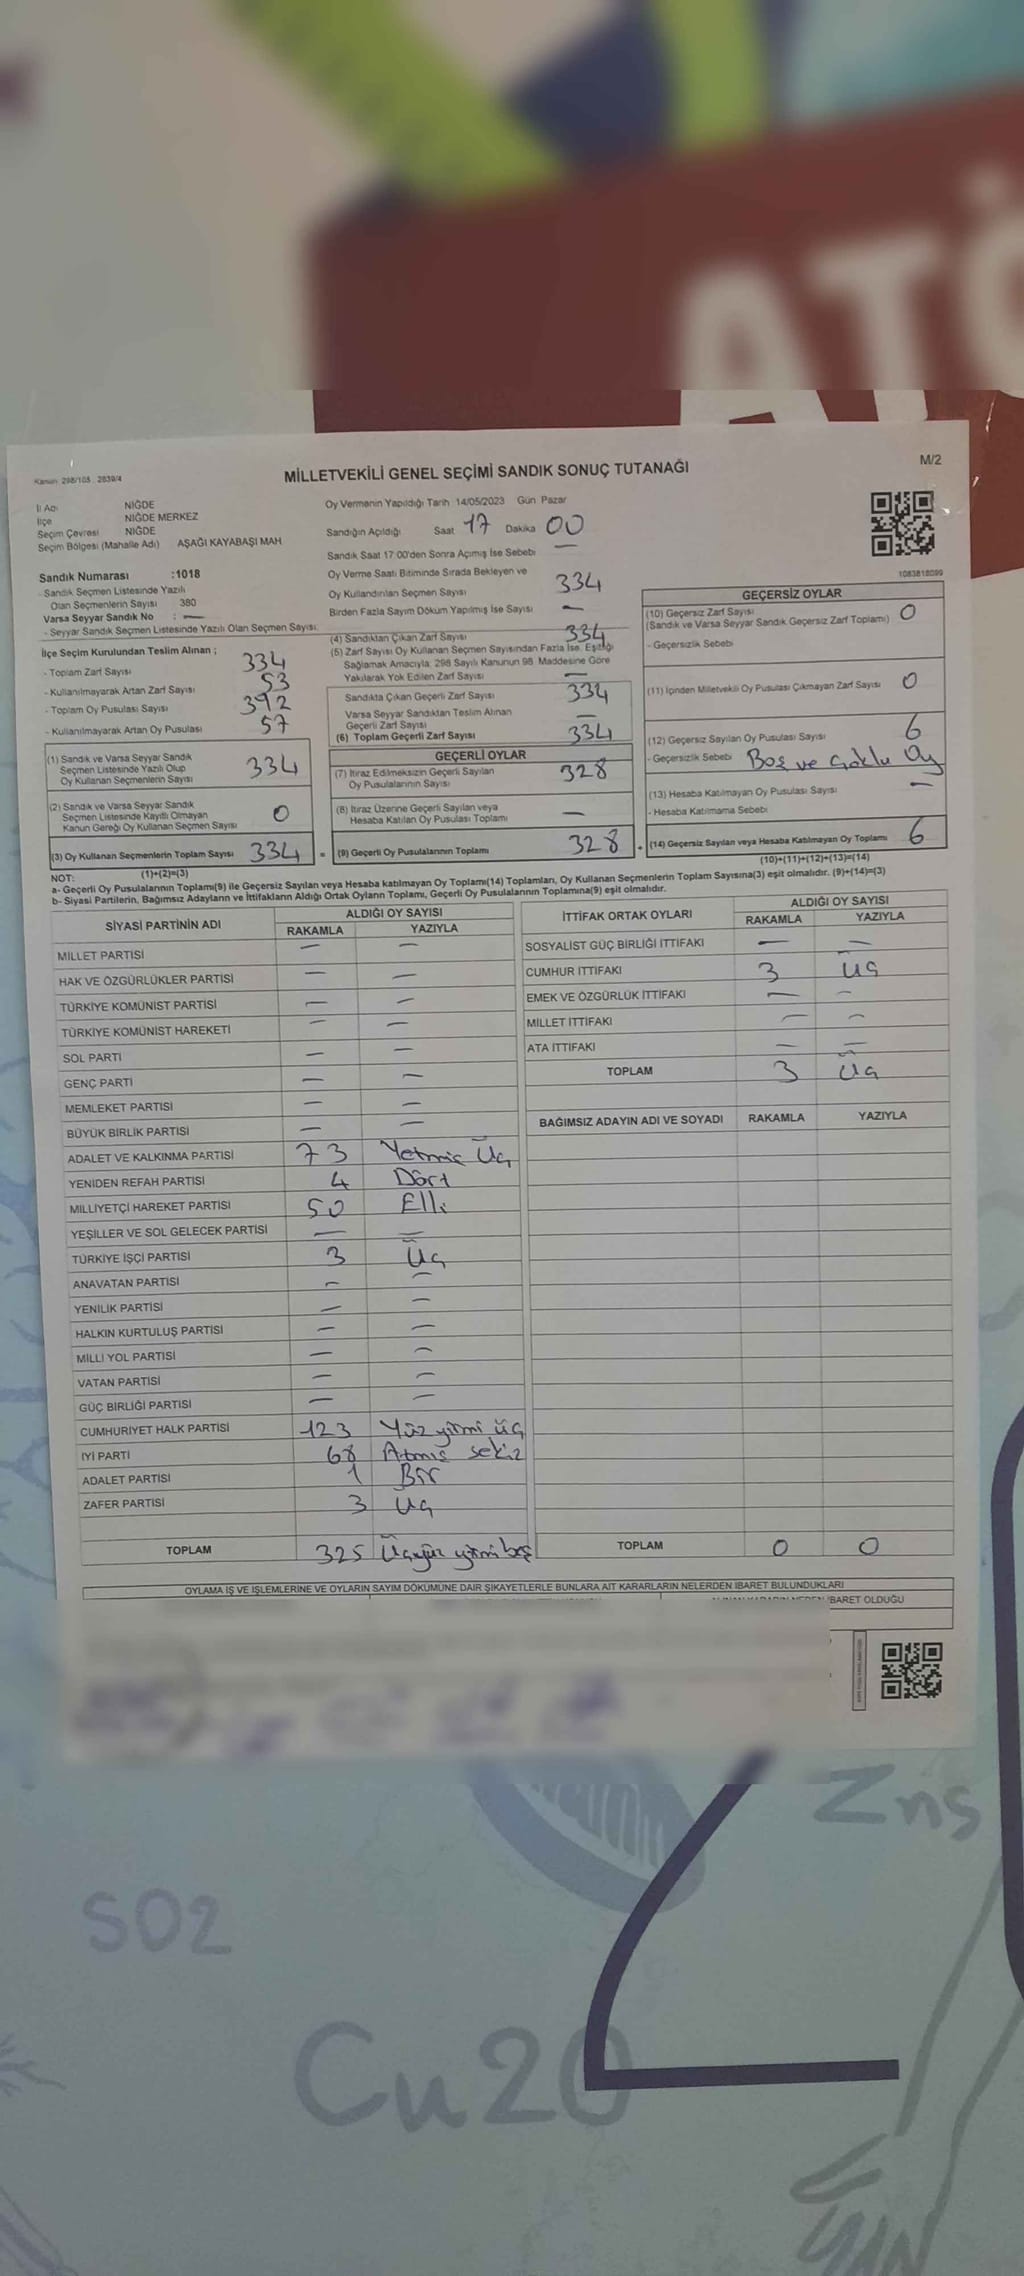 ATÖ
M/2
Kanun: 298/105 , 2839/4
MİLLETVEKİLİ GENEL SEÇİMİ SANDIK SONUÇ TUTANAĞI
İl Adı NİĞDE
İlçe NİĞDE MERKEZ
Seçim Çevresi NİĞDE
Seçim Bölgesi (Mahalle Adı) AŞAĞI KAYABAŞI MAH
Sandık Numarası :1018
- Sandık Seçmen Listesinde Yazılı
Olan Seçmenlerin Sayısı 380
Varsa Seyyar Sandık No : —
- Seyyar Sandık Seçmen Listesinde Yazılı Olan Seçmen Sayısı
Oy Vermenin Yapıldığı Tarih 14/05/2023 Gün Pazar
Sandığın Açıldığı Saat 17 Dakika 00
Sandık Saat 17:00'den Sonra Açılmış İse Sebebi —
Oy Verme Saati Bitiminde Sırada Bekleyen ve
Oy Kullandırılan Seçmen Sayısı 334
Birden Fazla Sayım Döküm Yapılmış İse Sayısı —
1083818099
İlçe Seçim Kurulundan Teslim Alınan ;
- Toplam Zarf Sayısı 334
- Kullanılmayarak Artan Zarf Sayısı 53
- Toplam Oy Pusulası Sayısı 392
- Kullanılmayarak Artan Oy Pusulası 57
(1) Sandık ve Varsa Seyyar Sandık
Seçmen Listesinde Yazılı Olup
Oy Kullanan Seçmenlerin Sayısı 334
(2) Sandık ve Varsa Seyyar Sandık
Seçmen Listesinde Kayıtlı Olmayan
Kanun Gereği Oy Kullanan Seçmen Sayısı 0
(3) Oy Kullanan Seçmenlerin Toplam Sayısı 334 =
(1)+(2)=(3)
(4) Sandıktan Çıkan Zarf Sayısı 334
(5) Zarf Sayısı Oy Kullanan Seçmen Sayısından Fazla İse, Eşitliği
Sağlamak Amacıyla; 298 Sayılı Kanunun 98. Maddesine Göre
Yakılarak Yok Edilen Zarf Sayısı —
Sandıkta Çıkan Geçerli Zarf Sayısı 334
Varsa Seyyar Sandıktan Teslim Alınan
Geçerli Zarf Sayısı —
(6) Toplam Geçerli Zarf Sayısı 334
GEÇERLİ OYLAR
(7) İtiraz Edilmeksizin Geçerli Sayılan
Oy Pusulalarının Sayısı 328
(8) İtiraz Üzerine Geçerli Sayılan veya
Hesaba Katılan Oy Pusulası Toplamı —
(9) Geçerli Oy Pusulalarının Toplamı 328 +
GEÇERSİZ OYLAR
(10) Geçersiz Zarf Sayısı 0
(Sandık ve Varsa Seyyar Sandık Geçersiz Zarf Toplamı)
- Geçersizlik Sebebi
(11) İçinden Milletvekili Oy Pusulası Çıkmayan Zarf Sayısı 0
(12) Geçersiz Sayılan Oy Pusulası Sayısı 6
- Geçersizlik Sebebi Boş ve Çoklu Oy
(13) Hesaba Katılmayan Oy Pusulası Sayısı —
- Hesaba Katılmama Sebebi
(14) Geçersiz Sayılan veya Hesaba Katılmayan Oy Toplamı 6
(10)+(11)+(12)+(13)=(14)
NOT:
a- Geçerli Oy Pusulalarının Toplamı(9) ile Geçersiz Sayılan veya Hesaba katılmayan Oy Toplamı(14) Toplamları, Oy Kullanan Seçmenlerin Toplam Sayısına(3) eşit olmalıdır. (9)+(14)=(3)
b- Siyasi Partilerin, Bağımsız Adayların ve İttifakların Aldığı Ortak Oyların Toplamı, Geçerli Oy Pusulalarının Toplamına(9) eşit olmalıdır.
SİYASİ PARTİNİN ADI ALDIĞI OY SAYISI
RAKAMLA YAZIYLA
MİLLET PARTİSİ — —
HAK VE ÖZGÜRLÜKLER PARTİSİ — —
TÜRKİYE KOMÜNİST PARTİSİ — —
TÜRKİYE KOMÜNİST HAREKETİ — —
SOL PARTİ — —
GENÇ PARTİ — —
MEMLEKET PARTİSİ — —
BÜYÜK BİRLİK PARTİSİ — —
ADALET VE KALKINMA PARTİSİ 73 Yetmiş Üç
YENİDEN REFAH PARTİSİ 4 Dört
MİLLİYETÇİ HAREKET PARTİSİ 50 Elli
YEŞİLLER VE SOL GELECEK PARTİSİ — —
TÜRKİYE İŞÇİ PARTİSİ 3 Üç
ANAVATAN PARTİSİ — —
YENİLİK PARTİSİ — —
HALKIN KURTULUŞ PARTİSİ — —
MİLLİ YOL PARTİSİ — —
VATAN PARTİSİ — —
GÜÇ BİRLİĞİ PARTİSİ — —
CUMHURİYET HALK PARTİSİ 123 Yüz yirmi üç
İYİ PARTİ 68 Atmış sekiz
ADALET PARTİSİ 1 Bir
ZAFER PARTİSİ 3 Üç
TOPLAM 325 Üçyüz yirmi beş
İTTİFAK ORTAK OYLARI ALDIĞI OY SAYISI
RAKAMLA YAZIYLA
SOSYALİST GÜÇ BİRLİĞİ İTTİFAKI — —
CUMHUR İTTİFAKI 3 Üç
EMEK VE ÖZGÜRLÜK İTTİFAKI — —
MİLLET İTTİFAKI — —
ATA İTTİFAKI — —
TOPLAM 3 Üç
BAĞIMSIZ ADAYIN ADI VE SOYADI RAKAMLA YAZIYLA
TOPLAM 0 0
OYLAMA İŞ VE İŞLEMLERİNE VE OYLARIN SAYIM DÖKÜMÜNE DAİR ŞİKAYETLERLE BUNLARA AİT KARARLARIN NELERDEN İBARET BULUNDUKLARI
İBARET OLDUĞU
ZnS
SO2
Cu20